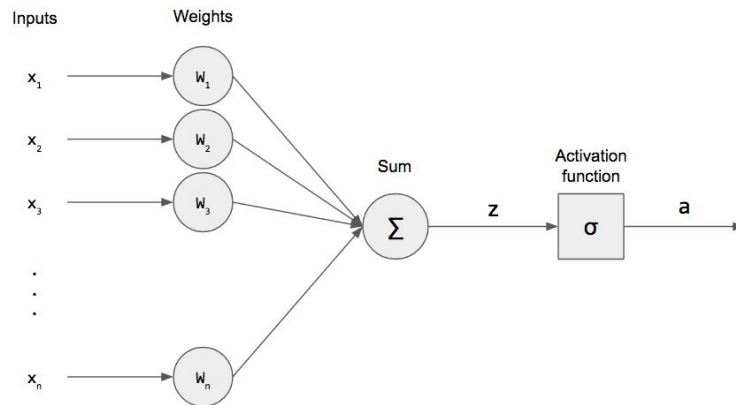 Inputs
Weights
x₁
W₁
x₂
W₂
x₃
W₃
Sum
Σ
z
Activation
function
σ
a
.
.
.
xₙ
Wₙ